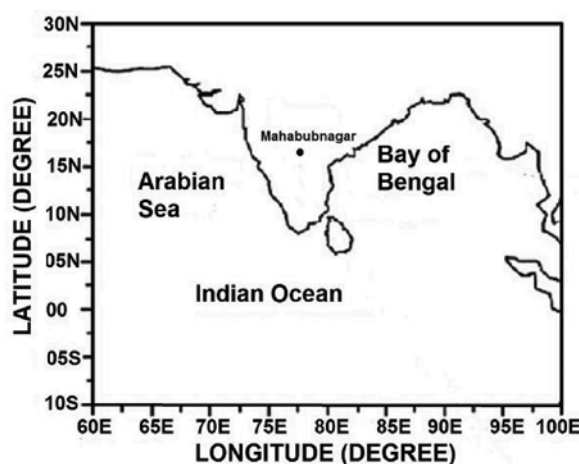 LATITUDE (DEGREE)
30N
25N
20N
15N
10N
05N
00
05S
10S
Mahabubnagar
Arabian
Sea
Bay of
Bengal
Indian Ocean
60E 65E 70E 75E 80E 85E 90E 95E 100E
LONGITUDE (DEGREE)